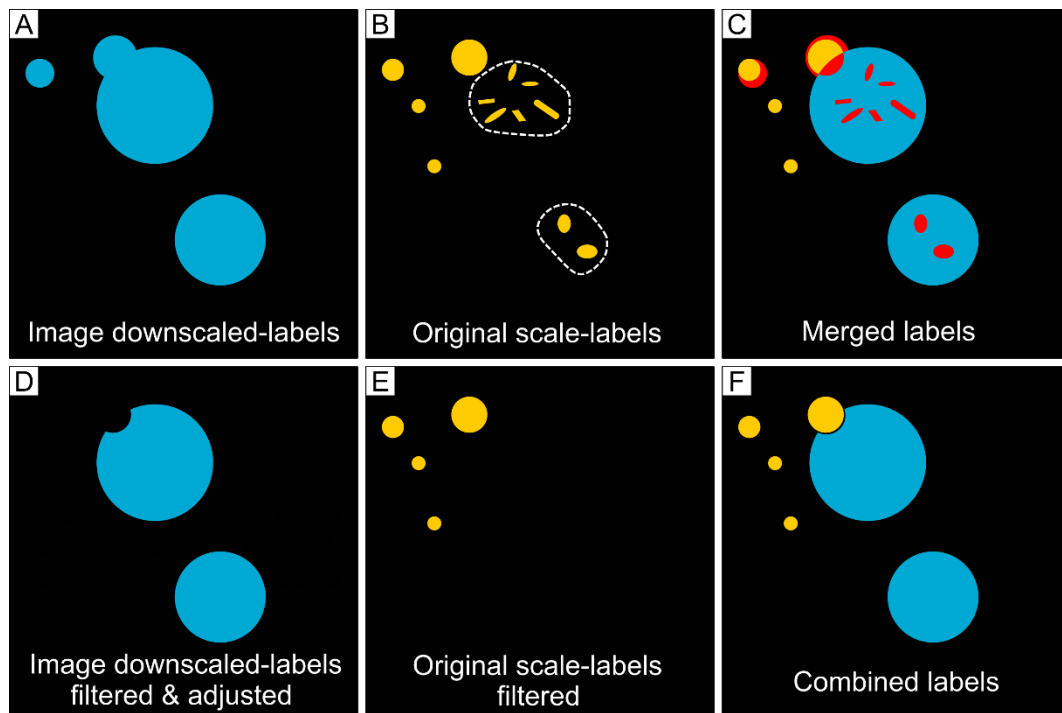 A
Image downscaled-labels
B
Original scale-labels
C
Merged labels
D
Image downscaled-labels
filtered & adjusted
E
Original scale-labels
filtered
F
Combined labels